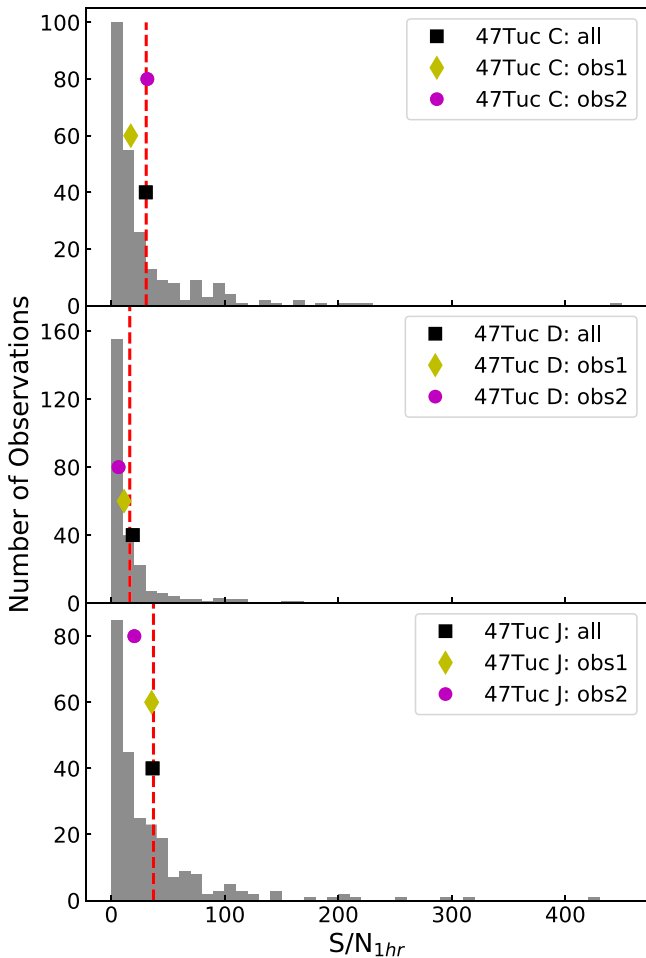 100
80
60
40
20
0
47Tuc C: all
47Tuc C: obs1
47Tuc C: obs2
160
120
80
40
0
47Tuc D: all
47Tuc D: obs1
47Tuc D: obs2
80
60
40
20
0
47Tuc J: all
47Tuc J: obs1
47Tuc J: obs2
Number of Observations
0 100 200 300 400
S/N1hr